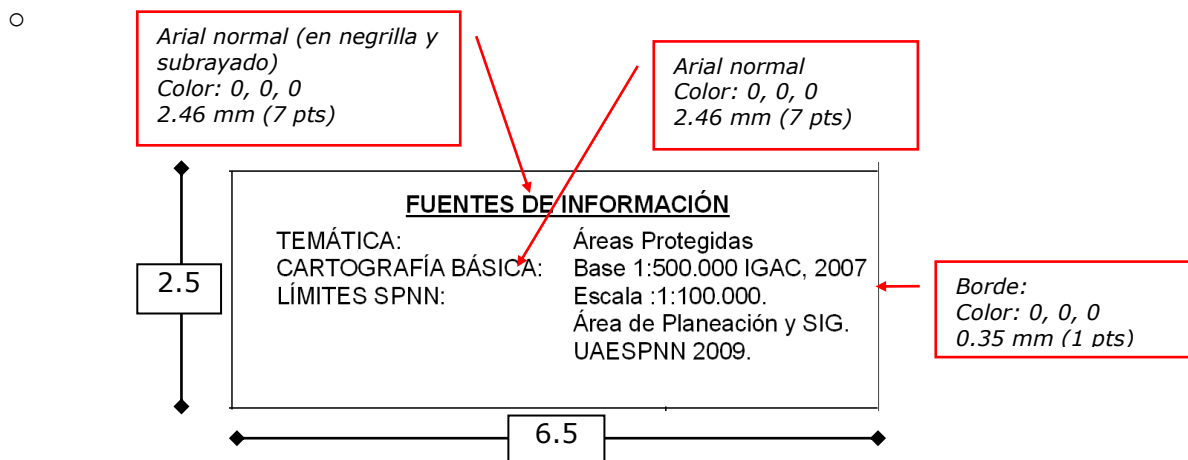 Arial normal (en negrilla y
subrayado)
Color: 0, 0, 0
2.46 mm (7 pts)
Arial normal
Color: 0, 0, 0
2.46 mm (7 pts)
FUENTES DE INFORMACIÓN
TEMÁTICA: Áreas Protegidas
CARTOGRAFÍA BÁSICA: Base 1:500.000 IGAC, 2007
LÍMITES SPNN: Escala :1:100.000.
Área de Planeación y SIG.
UAESPNN 2009.
2.5
Borde:
Color: 0, 0, 0
0.35 mm (1 pts)
6.5